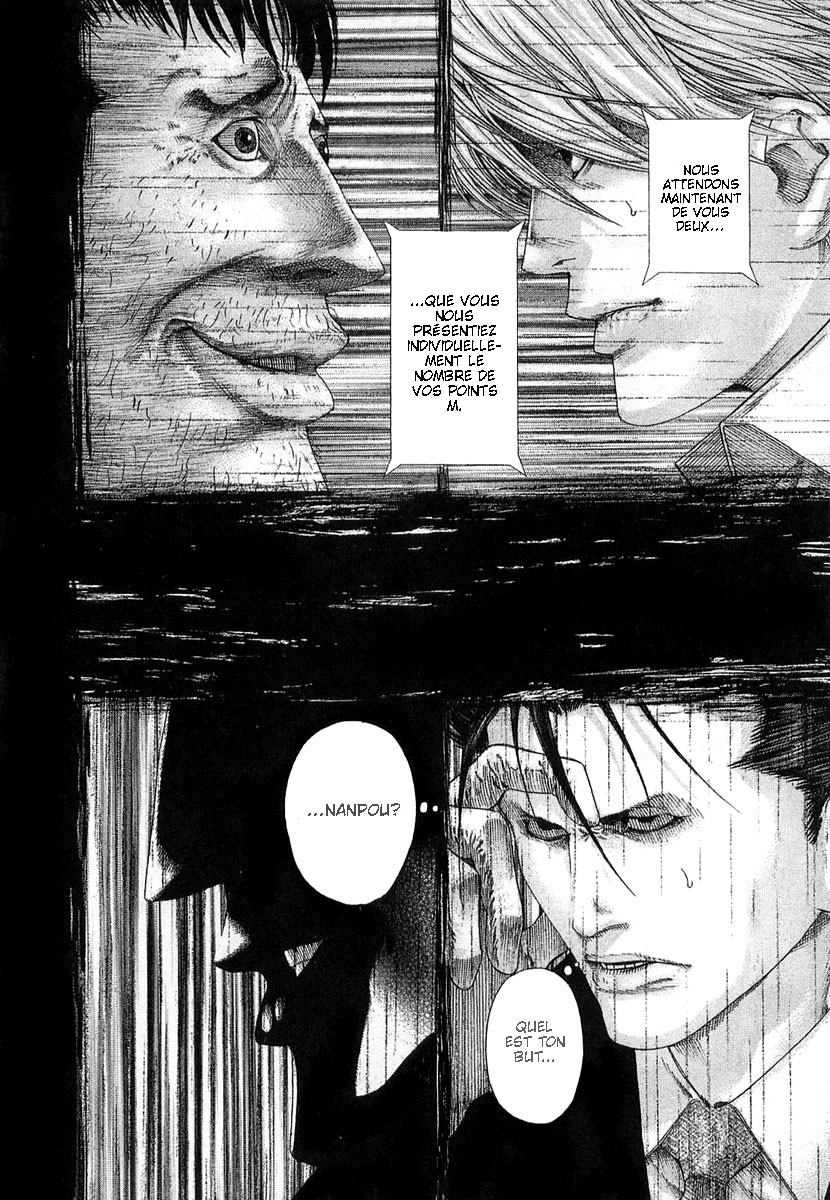 NOUS
ATTENDONS
MAINTENANT
DE VOUS
DEUX...
...QUE VOUS
NOUS
PRÉSENTIEZ
INDIVIDUELLE-
MENT LE
NOMBRE DE
VOS POINTS
M.
QUEL
EST TON
BUT...
...NANPOU?